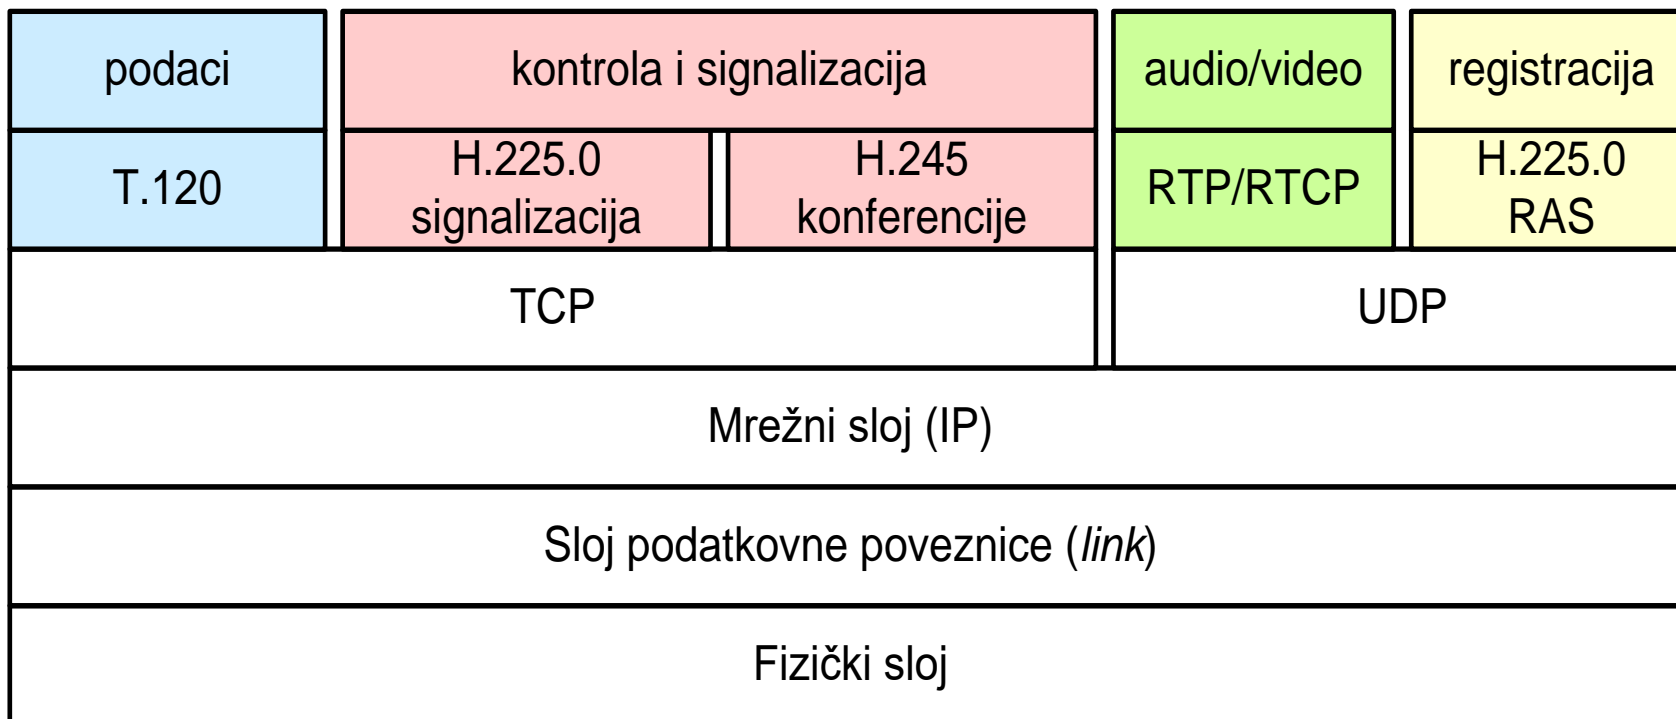 podaci
kontrola i signalizacija
audio/video
registracija
T.120
H.225.0
signalizacija
H.245
konferencije
RTP/RTCP
H.225.0
RAS
TCP
UDP
Mrežni sloj (IP)
Sloj podatkovne poveznice (link)
Fizički sloj